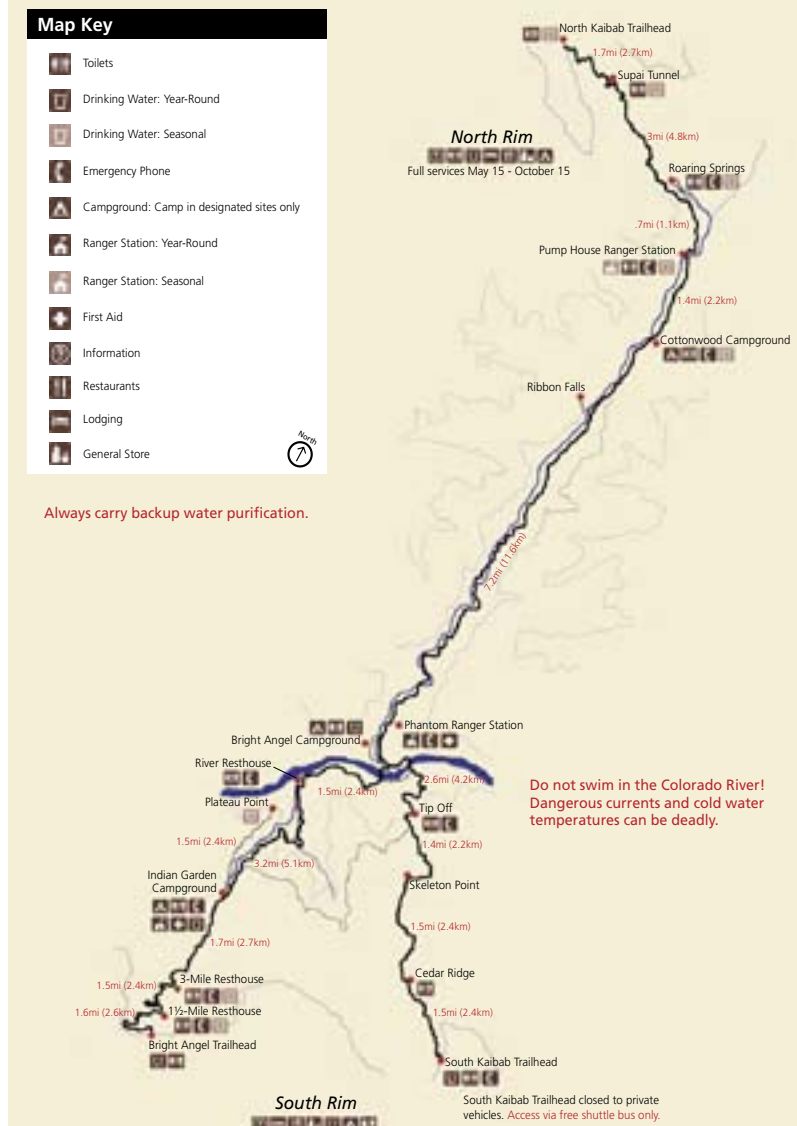 Map Key
Toilets
Drinking Water: Year-Round
Drinking Water: Seasonal
Emergency Phone
Campground: Camp in designated sites only
Ranger Station: Year-Round
Ranger Station: Seasonal
First Aid
Information
Restaurants
Lodging
General Store
North
Always carry backup water purification.
North Kaibab Trailhead
1.7mi (2.7km)
Supai Tunnel
3mi (4.8km)
North Rim
Full services May 15 - October 15
Roaring Springs
.7mi (1.1km)
Pump House Ranger Station
1.4mi (2.2km)
Cottonwood Campground
Ribbon Falls
7.2mi (11.6km)
Phantom Ranger Station
Bright Angel Campground
River Resthouse
1.5mi (2.4km)
2.6mi (4.2km)
Do not swim in the Colorado River!
Dangerous currents and cold water
temperatures can be deadly.
Plateau Point
Tip Off
1.5mi (2.4km)
1.4mi (2.2km)
3.2mi (5.1km)
Indian Garden
Campground
Skeleton Point
1.5mi (2.4km)
1.7mi (2.7km)
3-Mile Resthouse
Cedar Ridge
1.5mi (2.4km)
1.6mi (2.6km)
1½-Mile Resthouse
1.5mi (2.4km)
Bright Angel Trailhead
South Kaibab Trailhead
South Rim
South Kaibab Trailhead closed to private
vehicles. Access via free shuttle bus only.